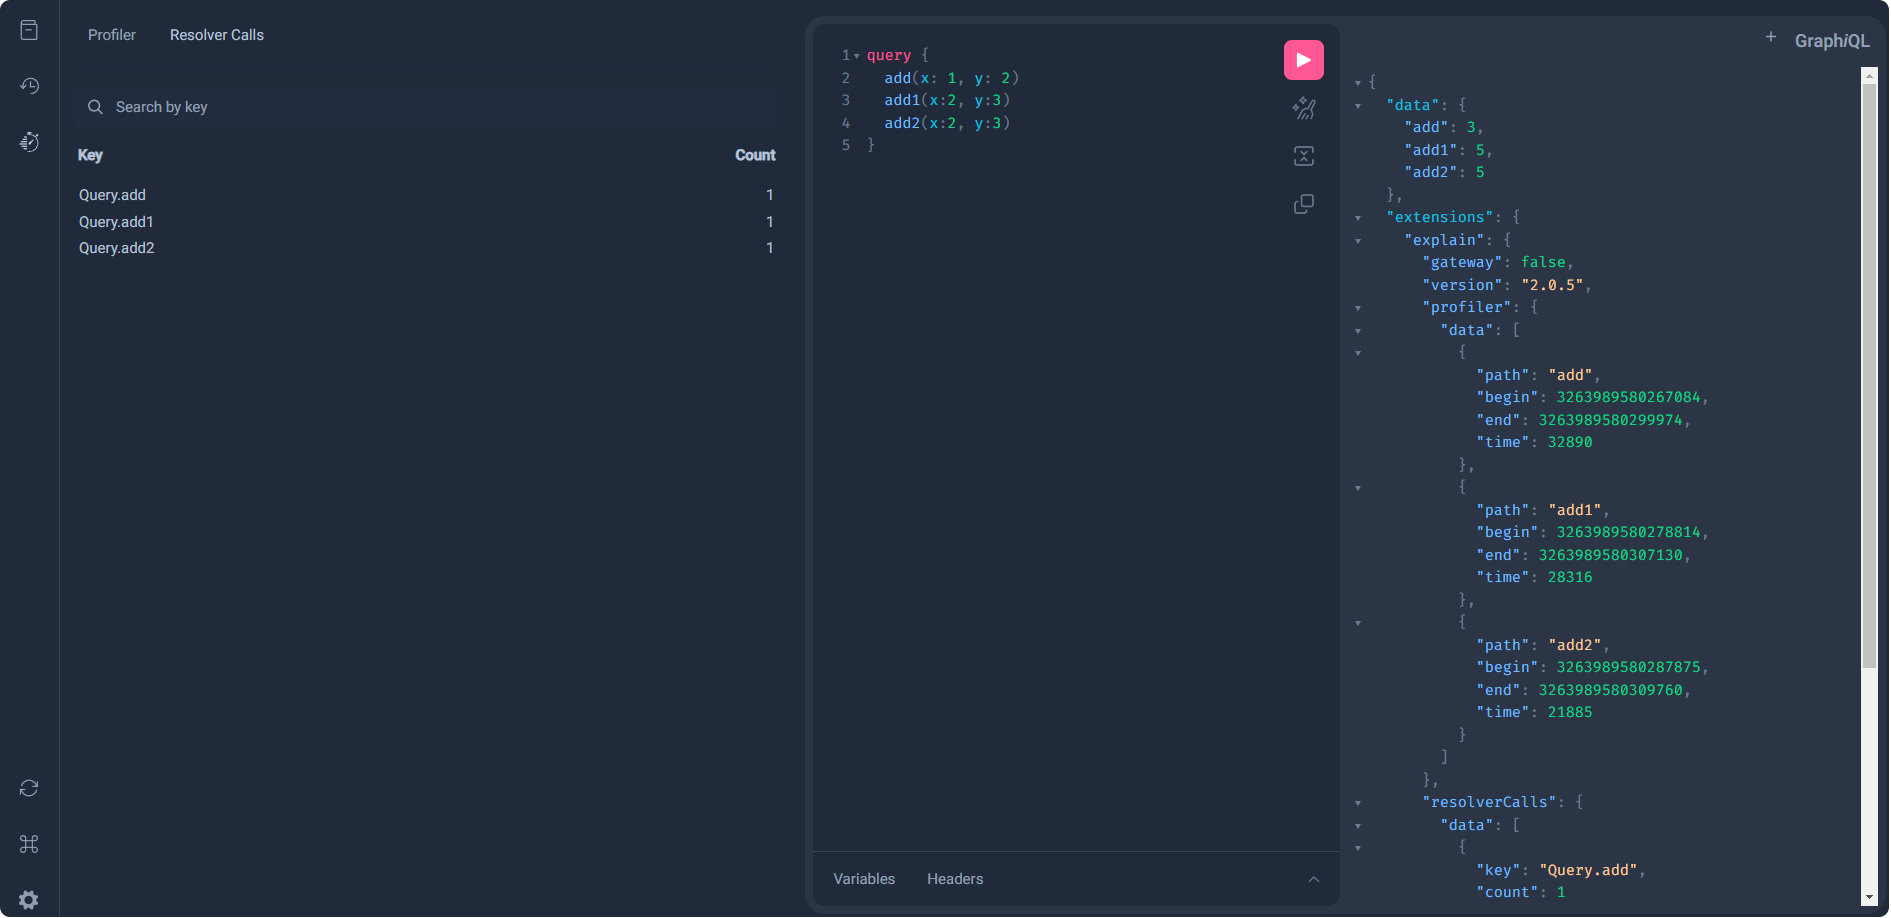 Profiler Resolver Calls
Search by key
Key Count
Query.add 1
Query.add1 1
Query.add2 1
1 query {
2 add(x: 1, y: 2)
3 add1(x:2, y:3)
4 add2(x:2, y:3)
5 }
Variables Headers
+ GraphiQL
{
"data": {
"add": 3,
"add1": 5,
"add2": 5
},
"extensions": {
"explain": {
"gateway": false,
"version": "2.0.5",
"profiler": {
"data": [
{
"path": "add",
"begin": 3263989580267084,
"end": 3263989580299974,
"time": 32890
},
{
"path": "add1",
"begin": 3263989580278814,
"end": 3263989580307130,
"time": 28316
},
{
"path": "add2",
"begin": 3263989580287875,
"end": 3263989580309760,
"time": 21885
}
]
},
"resolverCalls": {
"data": [
{
"key": "Query.add",
"count": 1